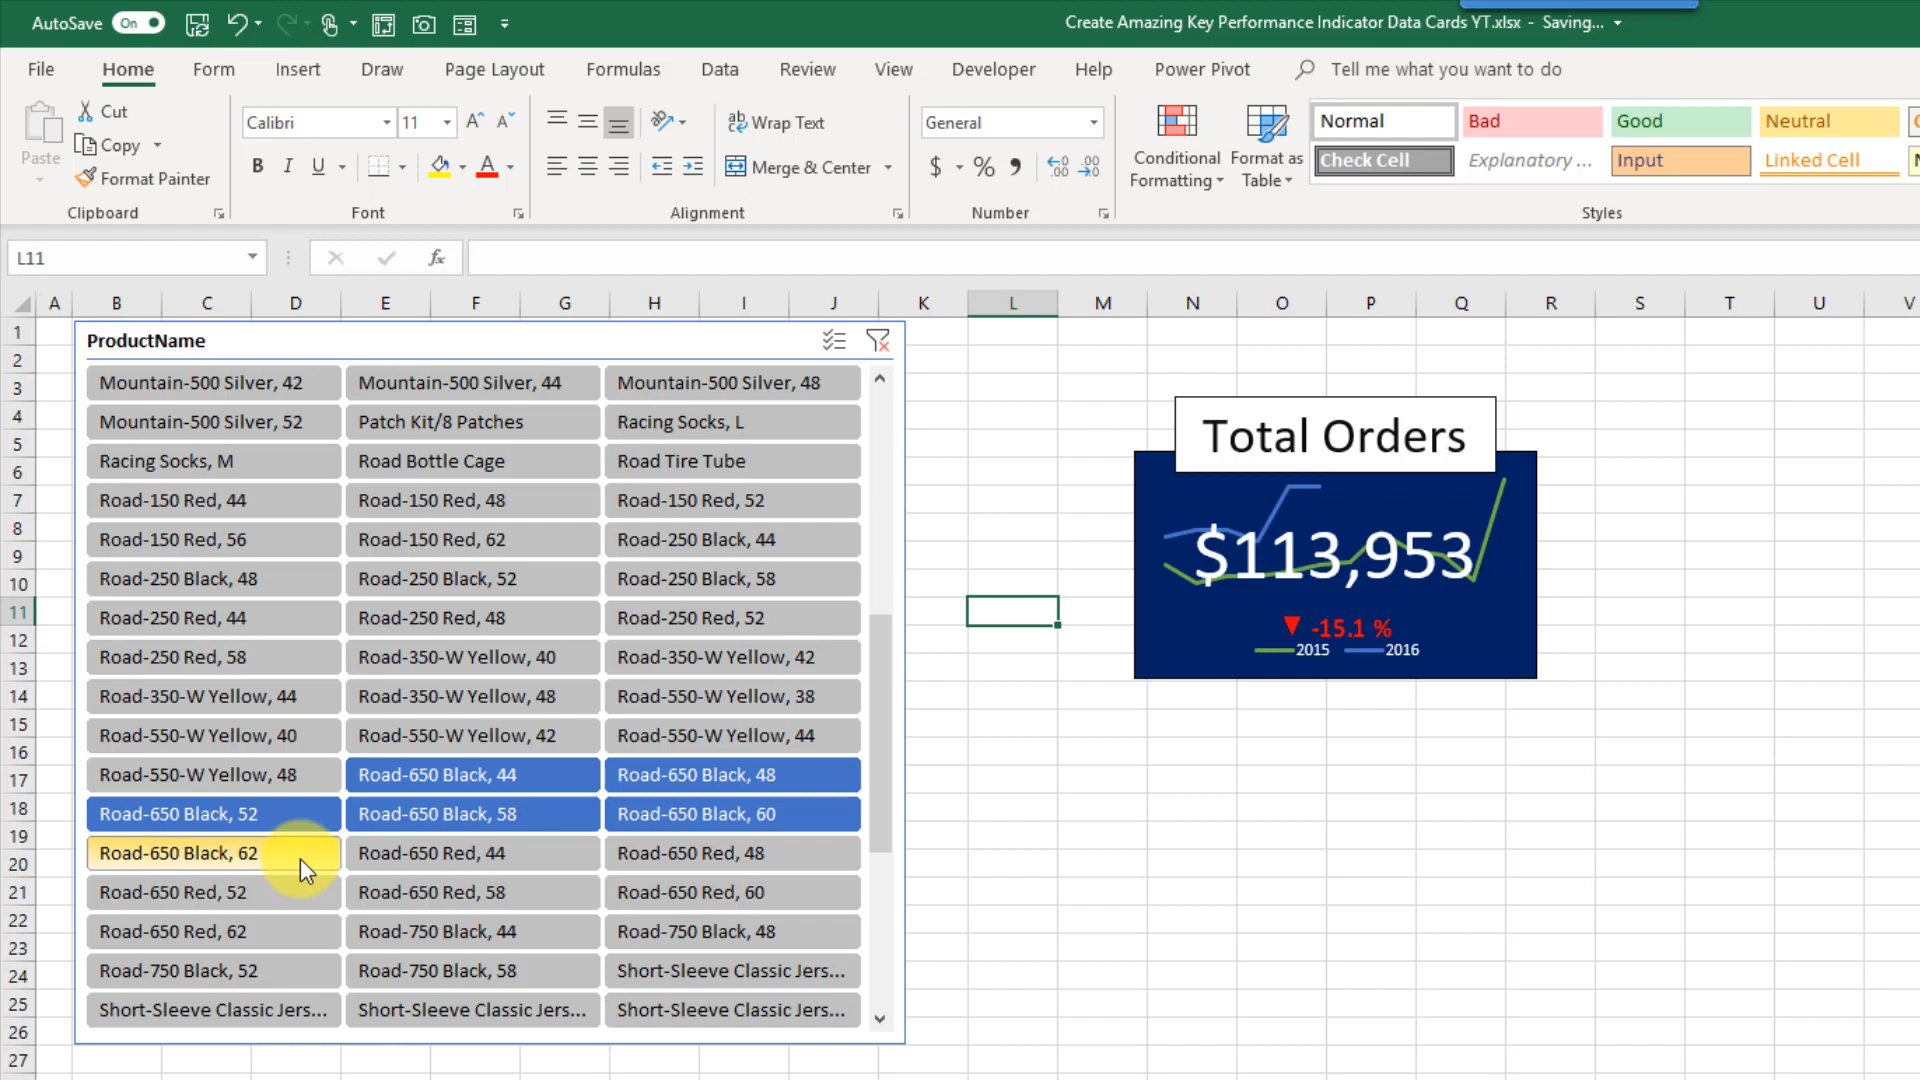 AutoSave On Create Amazing Key Performance Indicator Data Cards YT.xlsx - Saving...
File Home Form Insert Draw Page Layout Formulas Data Review View Developer Help Power Pivot Tell me what you want to do
Paste Cut Copy Format Painter
Clipboard
Calibri 11
B I U A
Font
ab Wrap Text
Merge & Center
Alignment
General
$ % , .00 .00
Number
Conditional Formatting
Format as Table
Normal Bad Good Neutral
Check Cell Explanatory ... Input Linked Cell
Styles
L11 fx
A B C D E F G H I J K L M N O P Q R S T U V
1
2
3
4
5
6
7
8
9
10
11
12
13
14
15
16
17
18
19
20
21
22
23
24
25
26
27
ProductName
Mountain-500 Silver, 42 Mountain-500 Silver, 44 Mountain-500 Silver, 48
Mountain-500 Silver, 52 Patch Kit/8 Patches Racing Socks, L
Racing Socks, M Road Bottle Cage Road Tire Tube
Road-150 Red, 44 Road-150 Red, 48 Road-150 Red, 52
Road-150 Red, 56 Road-150 Red, 62 Road-250 Black, 44
Road-250 Black, 48 Road-250 Black, 52 Road-250 Black, 58
Road-250 Red, 44 Road-250 Red, 48 Road-250 Red, 52
Road-250 Red, 58 Road-350-W Yellow, 40 Road-350-W Yellow, 42
Road-350-W Yellow, 44 Road-350-W Yellow, 48 Road-550-W Yellow, 38
Road-550-W Yellow, 40 Road-550-W Yellow, 42 Road-550-W Yellow, 44
Road-550-W Yellow, 48 Road-650 Black, 44 Road-650 Black, 48
Road-650 Black, 52 Road-650 Black, 58 Road-650 Black, 60
Road-650 Black, 62 Road-650 Red, 44 Road-650 Red, 48
Road-650 Red, 52 Road-650 Red, 58 Road-650 Red, 60
Road-650 Red, 62 Road-750 Black, 44 Road-750 Black, 48
Road-750 Black, 52 Road-750 Black, 58 Short-Sleeve Classic Jers...
Short-Sleeve Classic Jers... Short-Sleeve Classic Jers... Short-Sleeve Classic Jers...
Total Orders
$113,953
▼ -15.1 %
2015 2016